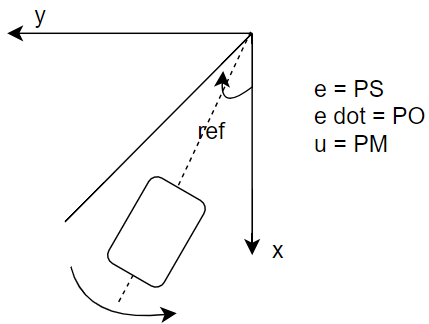 y
e = PS
e dot = PO
ref
u = PM
x